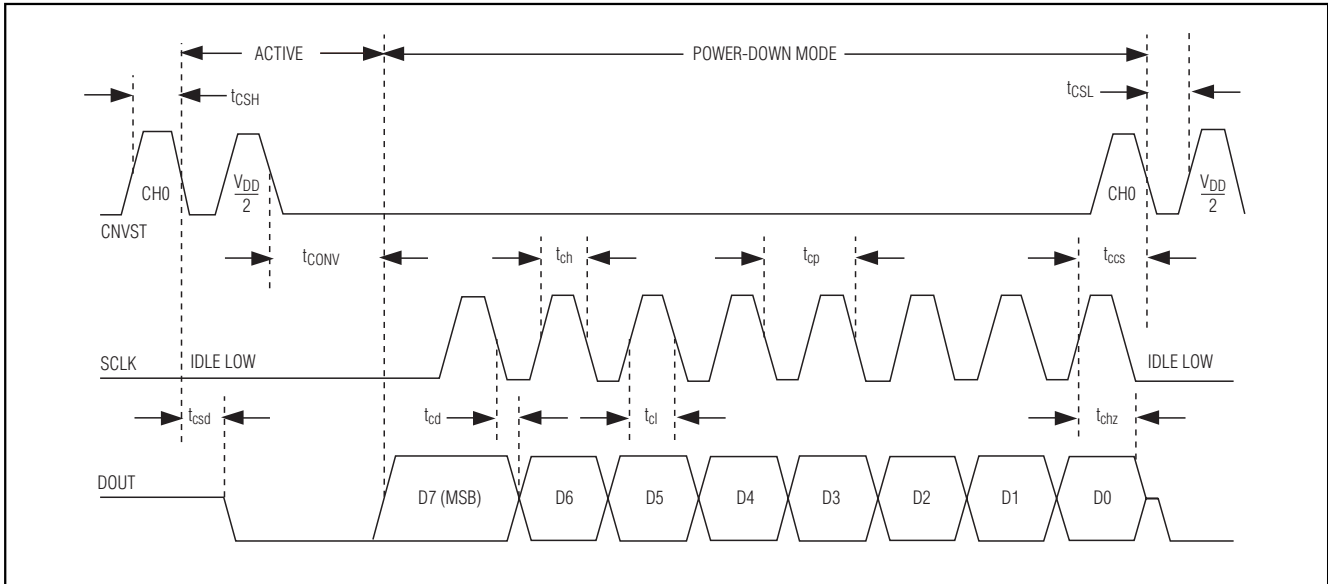 ACTIVE
POWER-DOWN MODE
tCSH
tCSL
CH0
VDD
2
CH0
VDD
2
CNVST
tCONV
tch
tcp
tccs
SCLK
IDLE LOW
IDLE LOW
tcsd
tcd
tcl
tchz
DOUT
D7 (MSB)
D6
D5
D4
D3
D2
D1
D0